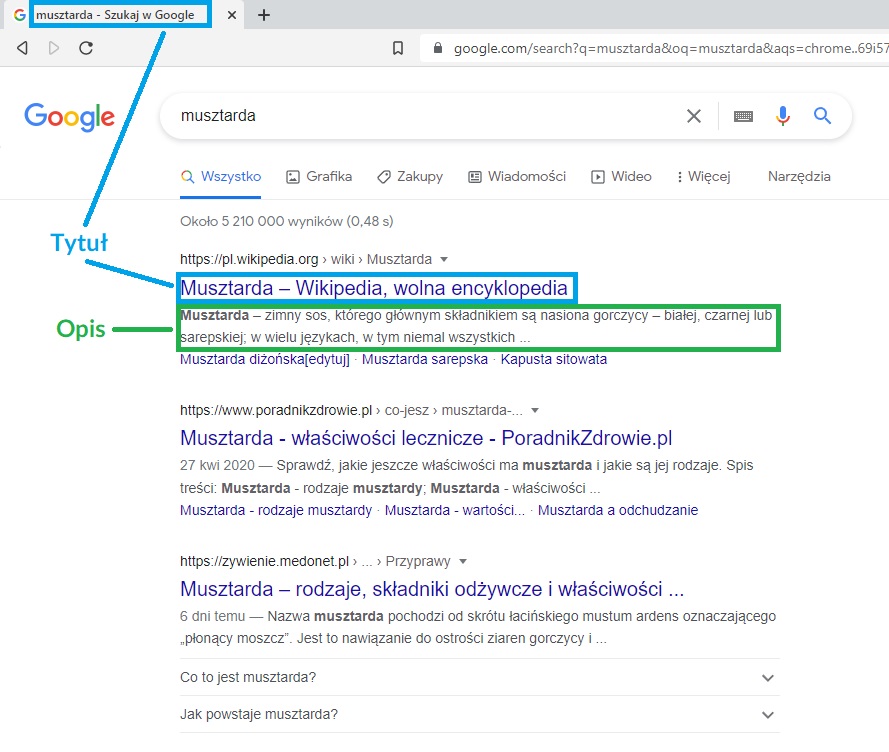 musztarda - Szukaj w Google
google.com/search?q=musztarda&oq=musztarda&aqs=chrome..69i57
Google
musztarda
Wszystko
Grafika
Zakupy
Wiadomości
Wideo
Więcej
Narzędzia
Około 5 210 000 wyników (0,48 s)
Tytuł
https://pl.wikipedia.org › wiki › Musztarda
Musztarda – Wikipedia, wolna encyklopedia
Opis
Musztarda – zimny sos, którego głównym składnikiem są nasiona gorczycy – białej, czarnej lub
sarepskiej; w wielu językach, w tym niemal wszystkich ...
Musztarda diżońska[edytuj] · Musztarda sarepska · Kapusta sitowata
https://www.poradnikzdrowie.pl › co-jesz › musztarda-...
Musztarda - właściwości lecznicze - PoradnikZdrowie.pl
27 kwi 2020 — Sprawdź, jakie jeszcze właściwości ma musztarda i jakie są jej rodzaje. Spis
treści: Musztarda - rodzaje musztardy; Musztarda - właściwości ...
Musztarda - rodzaje musztardy · Musztarda - wartości... · Musztarda a odchudzanie
https://zywienie.medonet.pl › ... › Przyprawy
Musztarda – rodzaje, składniki odżywcze i właściwości ...
6 dni temu — Nazwa musztarda pochodzi od skrótu łacińskiego mustum ardens oznaczającego
„płonący moszcz”. Jest to nawiązanie do ostrości ziaren gorczycy i ...
Co to jest musztarda?
Jak powstaje musztarda?